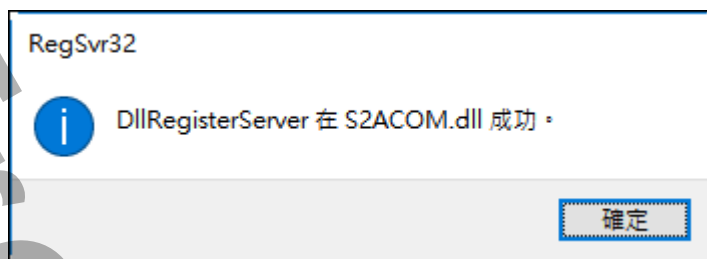 RegSvr32
DllRegisterServer 在 S2ACOM.dll 成功。
確定